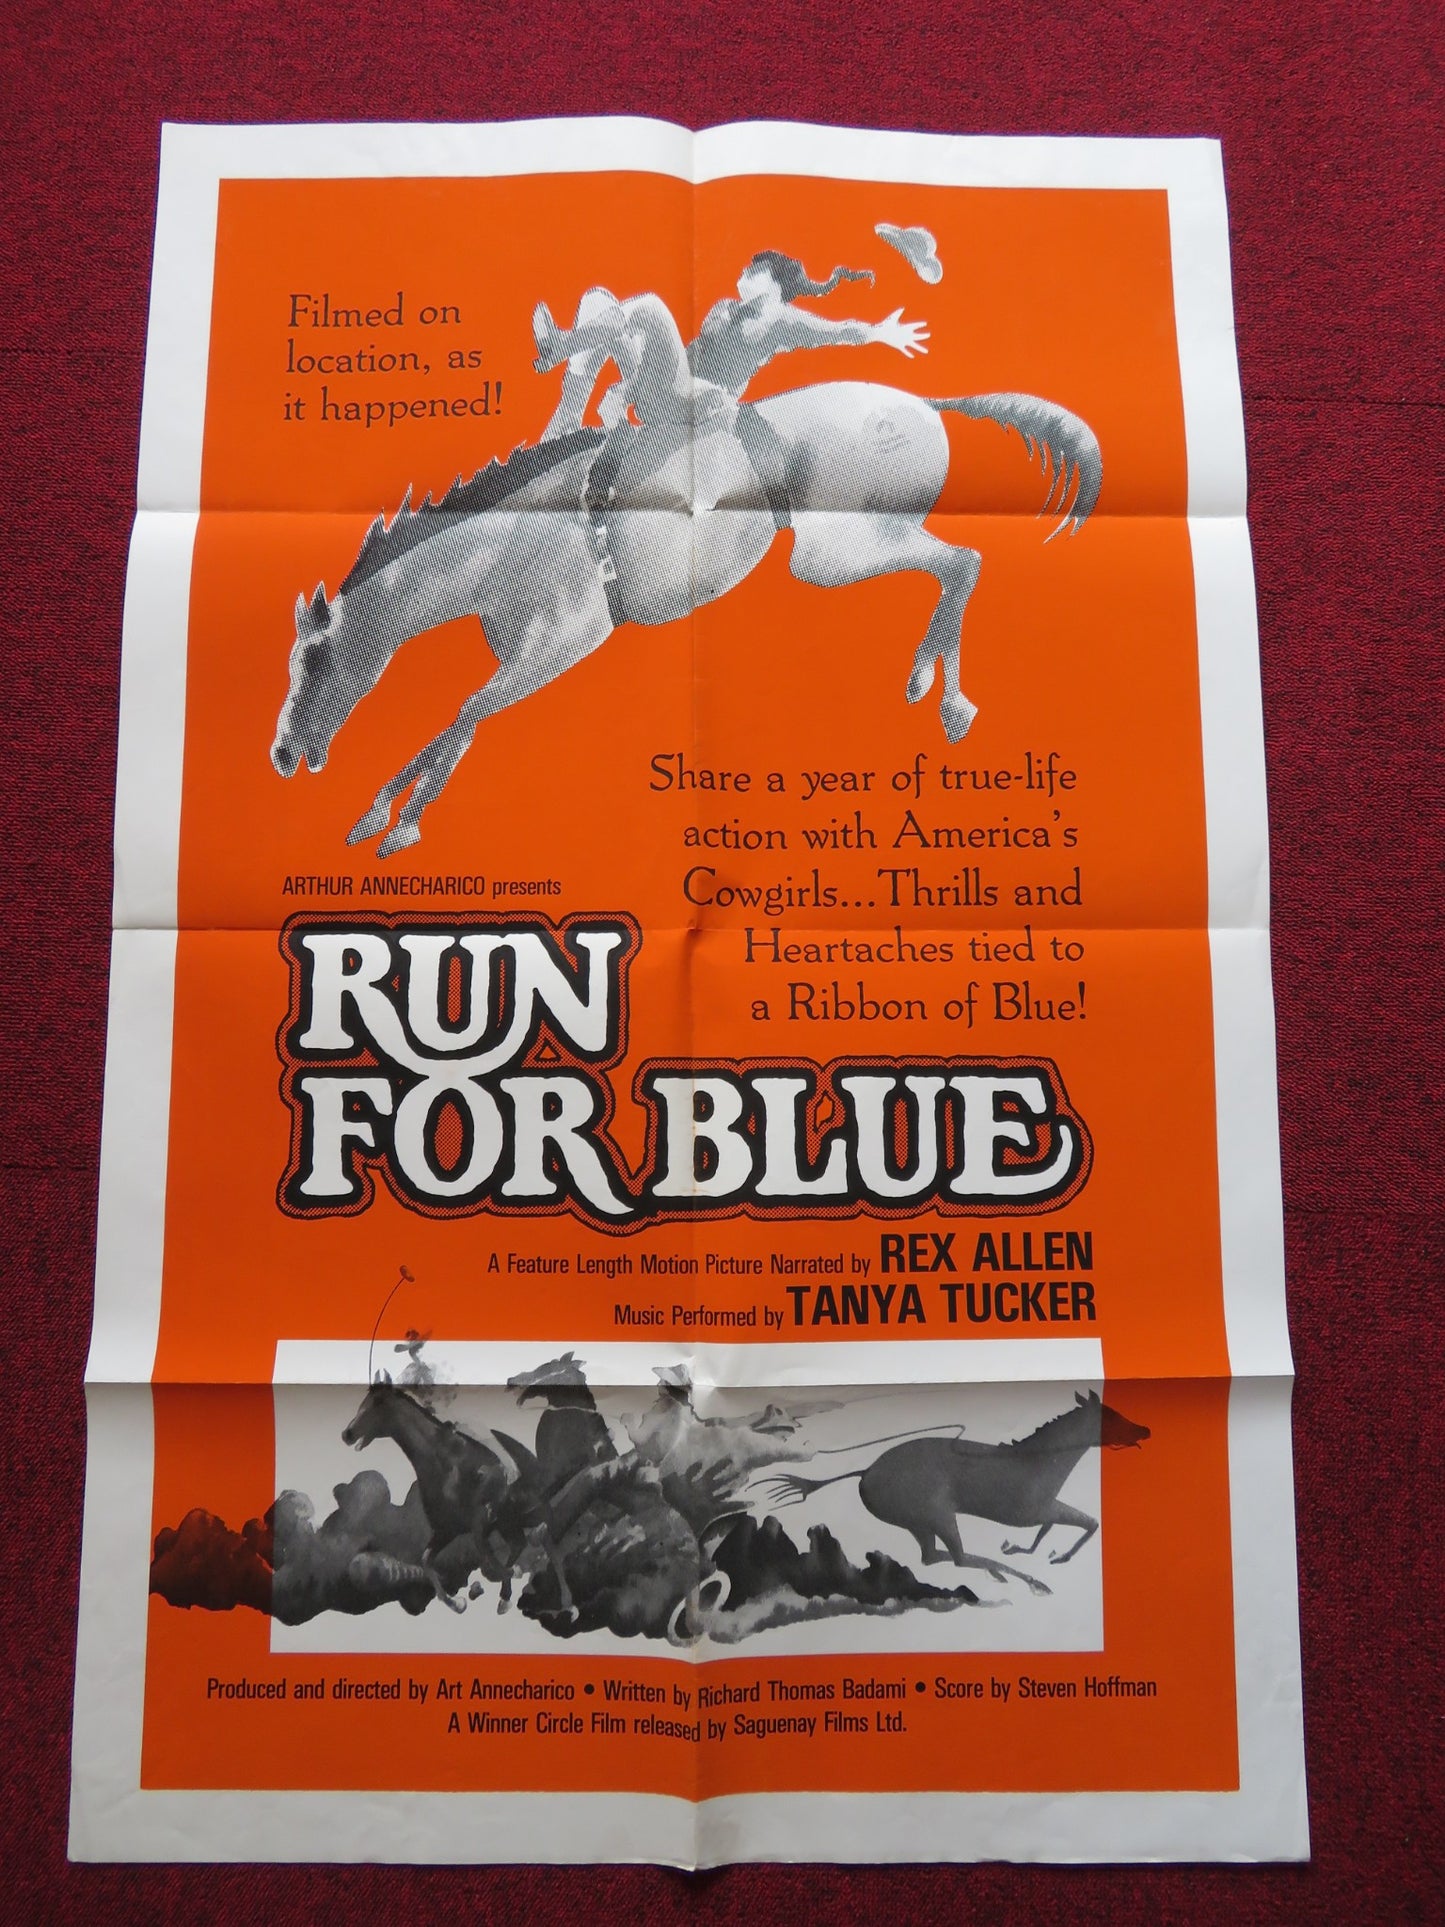 Filmed on
location, as
it happened!
Share a year of true-life
action with America's
Cowgirls...Thrills and
Heartaches tied to
a Ribbon of Blue!
ARTHUR ANNECHARICO presents
RUN
FOR BLUE
A Feature Length Motion Picture Narrated by REX ALLEN
Music Performed by TANYA TUCKER
Produced and directed by Art Annecharico • Written by Richard Thomas Badami • Score by Steven Hoffman
A Winner Circle Film released by Saguenay Films Ltd.